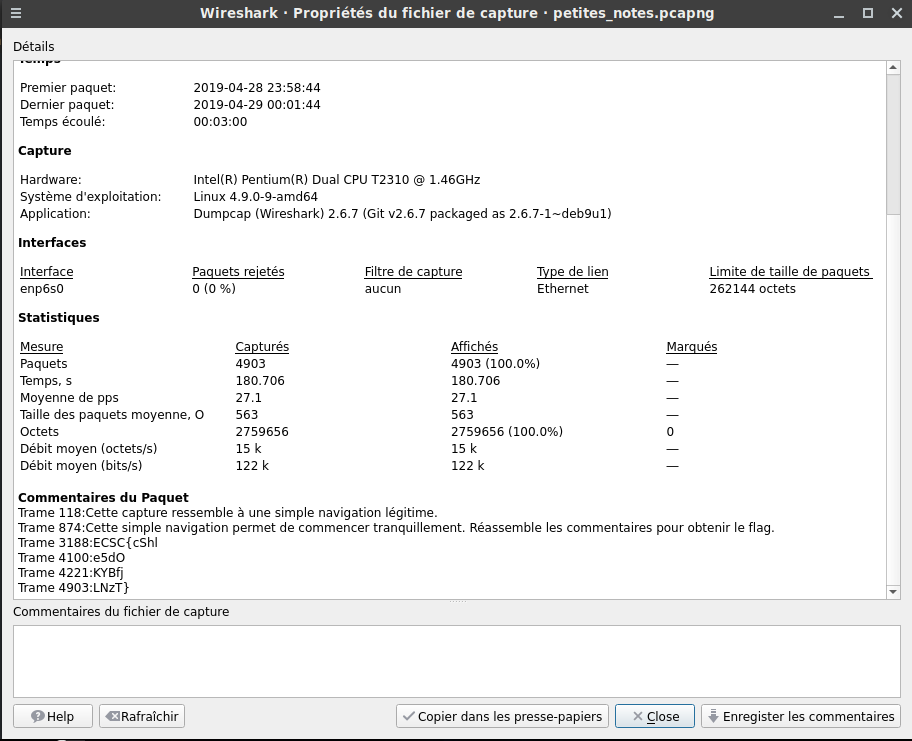 Wireshark · Propriétés du fichier de capture · petites_notes.pcapng
Détails
Temps
Premier paquet: 2019-04-28 23:58:44
Dernier paquet: 2019-04-29 00:01:44
Temps écoulé: 00:03:00
Capture
Hardware: Intel(R) Pentium(R) Dual CPU T2310 @ 1.46GHz
Système d'exploitation: Linux 4.9.0-9-amd64
Application: Dumpcap (Wireshark) 2.6.7 (Git v2.6.7 packaged as 2.6.7-1~deb9u1)
Interfaces
Interface Paquets rejetés Filtre de capture Type de lien Limite de taille de paquets
enp6s0 0 (0 %) aucun Ethernet 262144 octets
Statistiques
Mesure Capturés Affichés Marqués
Paquets 4903 4903 (100.0%) —
Temps, s 180.706 180.706 —
Moyenne de pps 27.1 27.1 —
Taille des paquets moyenne, O 563 563 —
Octets 2759656 2759656 (100.0%) 0
Débit moyen (octets/s) 15 k 15 k —
Débit moyen (bits/s) 122 k 122 k —
Commentaires du Paquet
Trame 118:Cette capture ressemble à une simple navigation légitime.
Trame 874:Cette simple navigation permet de commencer tranquillement. Réassemble les commentaires pour obtenir le flag.
Trame 3188:ECSC{cShl
Trame 4100:e5dO
Trame 4221:KYBfj
Trame 4903:LNzT}
Commentaires du fichier de capture
Help Rafraîchir Copier dans les presse-papiers Close Enregister les commentaires